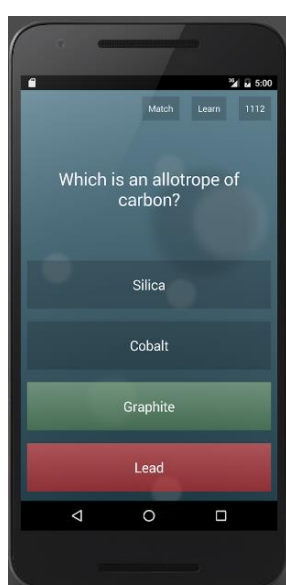 5:00
Match Learn 1112
Which is an allotrope of
carbon?
Silica
Cobalt
Graphite
Lead